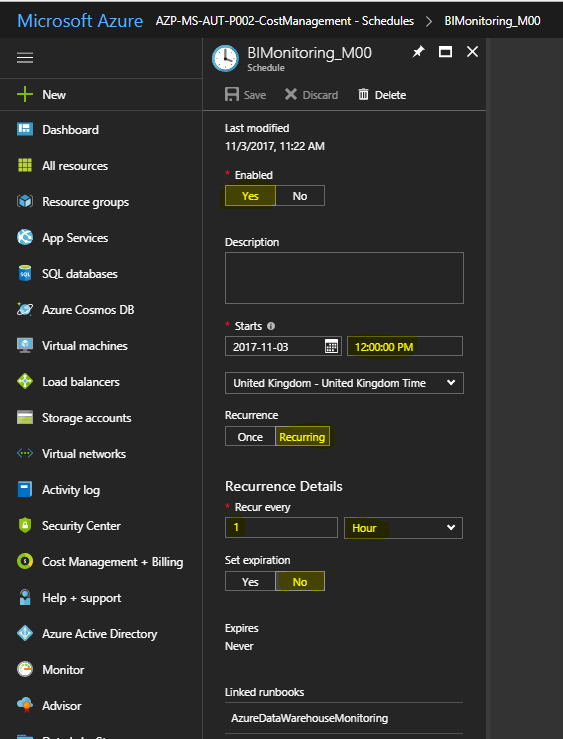 Microsoft Azure AZP-MS-AUT-P002-CostManagement - Schedules > BIMonitoring_M00
BIMonitoring_M00
Schedule
Save Discard Delete
New
Dashboard
All resources
Resource groups
App Services
SQL databases
Azure Cosmos DB
Virtual machines
Load balancers
Storage accounts
Virtual networks
Activity log
Security Center
Cost Management + Billing
Help + support
Azure Active Directory
Monitor
Advisor
Last modified
11/3/2017, 11:22 AM
* Enabled
Yes No
Description
* Starts
2017-11-03 12:00:00 PM
United Kingdom - United Kingdom Time
Recurrence
Once Recurring
Recurrence Details
* Recur every
1 Hour
Set expiration
Yes No
Expires
Never
Linked runbooks
AzureDataWarehouseMonitoring